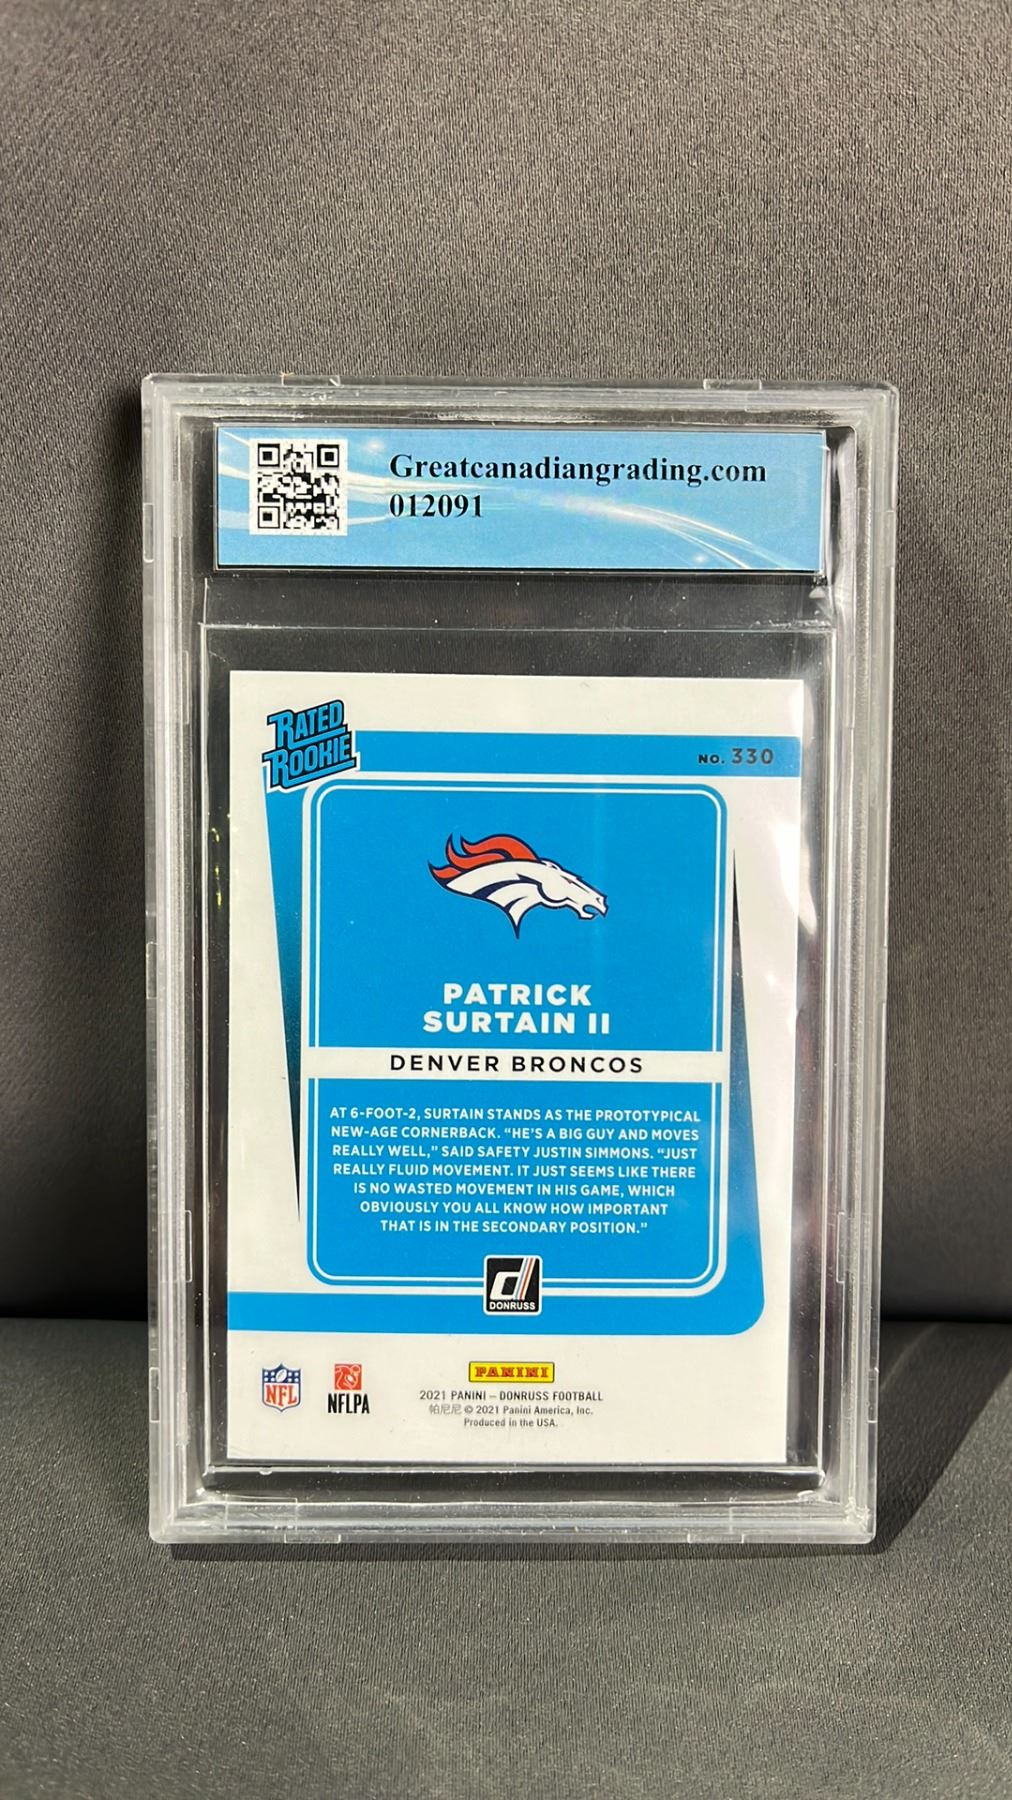 Greatcanadiangrading.com
012091
RATED
ROOKIE
NO. 330
PATRICK
SURTAIN II
DENVER BRONCOS
AT 6-FOOT-2, SURTAIN STANDS AS THE PROTOTYPICAL
NEW-AGE CORNERBACK. “HE’S A BIG GUY AND MOVES
REALLY WELL,” SAID SAFETY JUSTIN SIMMONS. “JUST
REALLY FLUID MOVEMENT. IT JUST SEEMS LIKE THERE
IS NO WASTED MOVEMENT IN HIS GAME, WHICH
OBVIOUSLY YOU ALL KNOW HOW IMPORTANT
THAT IS IN THE SECONDARY POSITION.”
d
DONRUSS
NFL
NFLPA
PANINI
2021 PANINI – DONRUSS FOOTBALL
帕尼尼 © 2021 Panini America, Inc.
Produced in the USA.